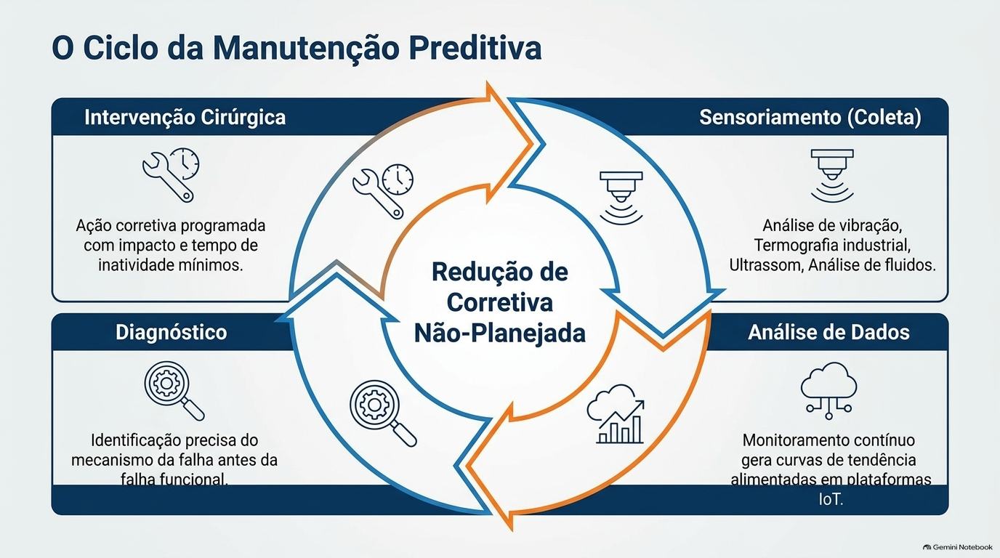 O Ciclo da Manutenção Preditiva
Intervenção Cirúrgica
Ação corretiva programada
com impacto e tempo de
inatividade mínimos.
Sensoriamento (Coleta)
Análise de vibração,
Termografia industrial,
Ultrassom, Análise de fluidos.
Redução de
Corretiva
Não-Planejada
Diagnóstico
Identificação precisa do
mecanismo da falha antes da
falha funcional.
Análise de Dados
Monitoramento contínuo
gera curvas de tendência
alimentadas em plataformas
IoT.
Gemini Notebook